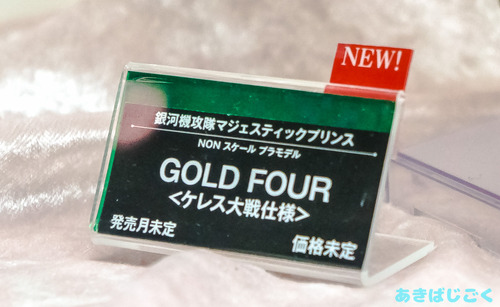 NEW!
銀河機攻隊マジェスティックプリンス
NON スケール プラモデル
GOLD FOUR
<ケレス大戦仕様>
発売月未定
価格未定
あきばじごく